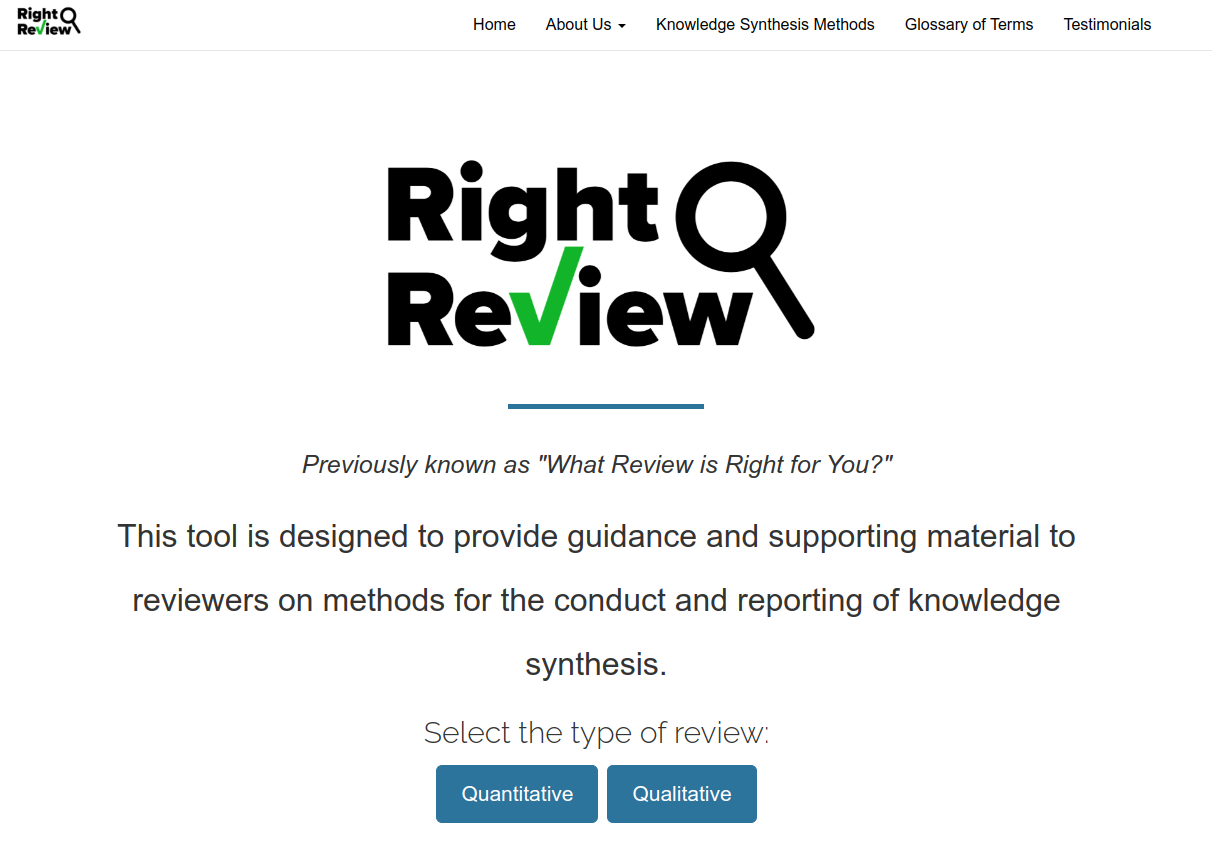 Right
Review
Home About Us Knowledge Synthesis Methods Glossary of Terms Testimonials
Right
Review
Previously known as "What Review is Right for You?"
This tool is designed to provide guidance and supporting material to
reviewers on methods for the conduct and reporting of knowledge
synthesis.
Select the type of review:
Quantitative Qualitative